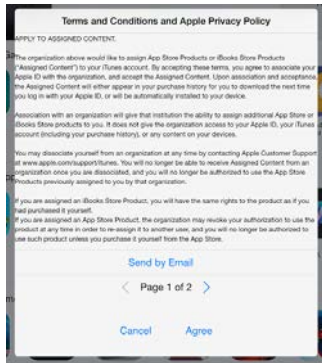 Terms and Conditions and Apple Privacy Policy
APPLY TO ASSIGNED CONTENT.
The organization above would like to assign App Store Products or iBooks Store Products
("Assigned Content") to your iTunes account. By accepting these terms, you agree to associate your
Apple ID with the organization, and accept the Assigned Content. Upon association and acceptance,
the Assigned Content will either appear in your purchase history for you to download the next time
you log in with your Apple ID, or will be automatically installed to your device.
Association with an organization will give that institution the ability to assign additional App Store or
iBooks Store products to you. It does not give the organization access to your Apple ID, your iTunes
account (including your purchase history), or any content on your devices.
You may disassociate yourself from an organization at any time by contacting Apple Customer Support
at www.apple.com/support/itunes. You will no longer be able to receive Assigned Content from an
organization once you are disassociated, and you will no longer be authorized to use the App Store
Products previously assigned to you by that organization.
If you are assigned an iBooks Store Product, you will have the same rights to the product as if you
had purchased it yourself.
If you are assigned an App Store Product, the organization may revoke your authorization to use the
product at any time in order to re-assign it to another user, and you will no longer be authorized to
use such product unless you purchase it yourself from the App Store.
Send by Email
Page 1 of 2
Cancel Agree